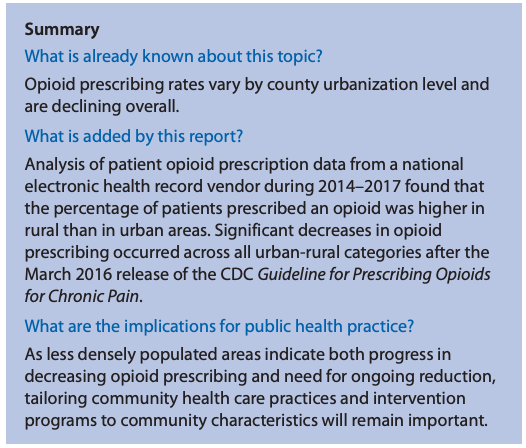 Summary
What is already known about this topic?
Opioid prescribing rates vary by county urbanization level and
are declining overall.
What is added by this report?
Analysis of patient opioid prescription data from a national
electronic health record vendor during 2014–2017 found that
the percentage of patients prescribed an opioid was higher in
rural than in urban areas. Significant decreases in opioid
prescribing occurred across all urban-rural categories after the
March 2016 release of the CDC Guideline for Prescribing Opioids
for Chronic Pain.
What are the implications for public health practice?
As less densely populated areas indicate both progress in
decreasing opioid prescribing and need for ongoing reduction,
tailoring community health care practices and intervention
programs to community characteristics will remain important.